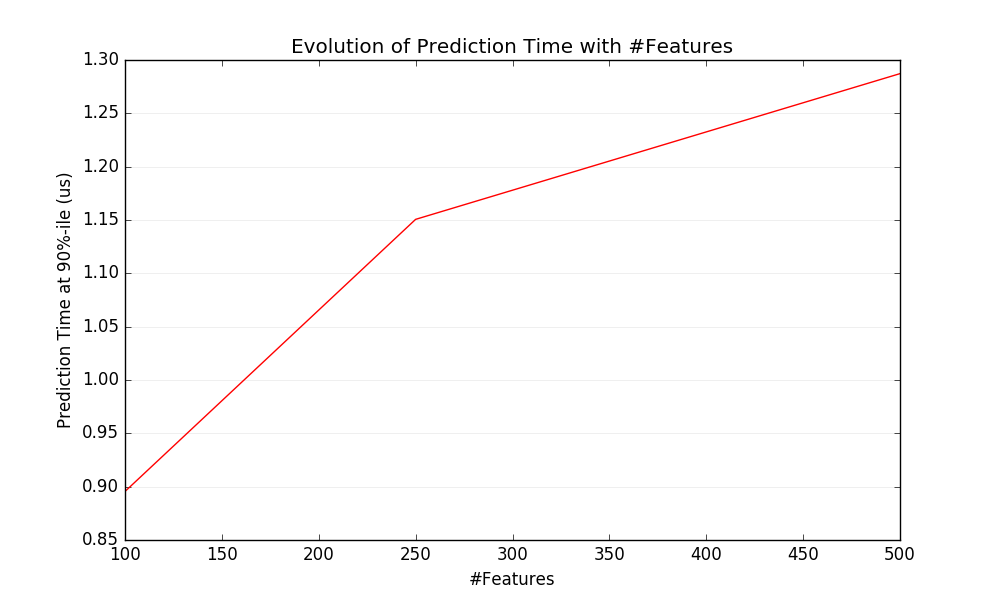 Evolution of Prediction Time with #Features
Prediction Time at 90%-ile (us)
1.30
1.25
1.20
1.15
1.10
1.05
1.00
0.95
0.90
0.85
100 150 200 250 300 350 400 450 500
#Features